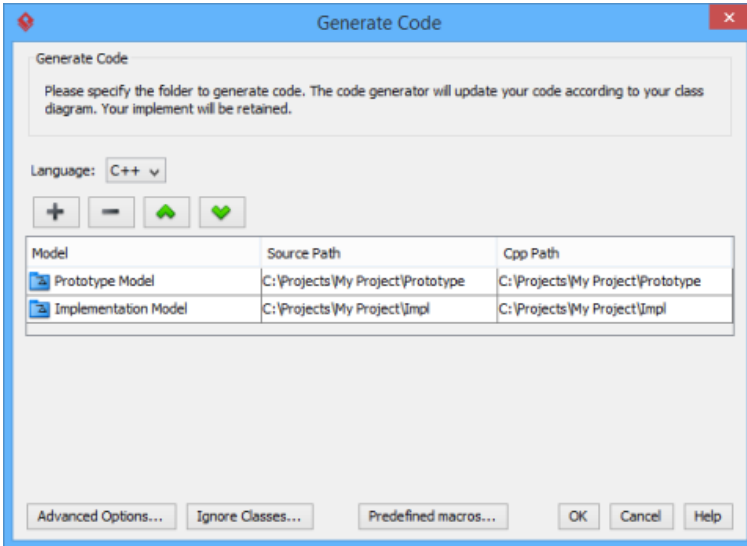 Generate Code
Generate Code
Please specify the folder to generate code. The code generator will update your code according to your class
diagram. Your implement will be retained.
Language: C++
Model Source Path Cpp Path
Prototype Model C:\Projects\My Project\Prototype C:\Projects\My Project\Prototype
Implementation Model C:\Projects\My Project\Impl C:\Projects\My Project\Impl
Advanced Options... Ignore Classes... Predefined macros... OK Cancel Help